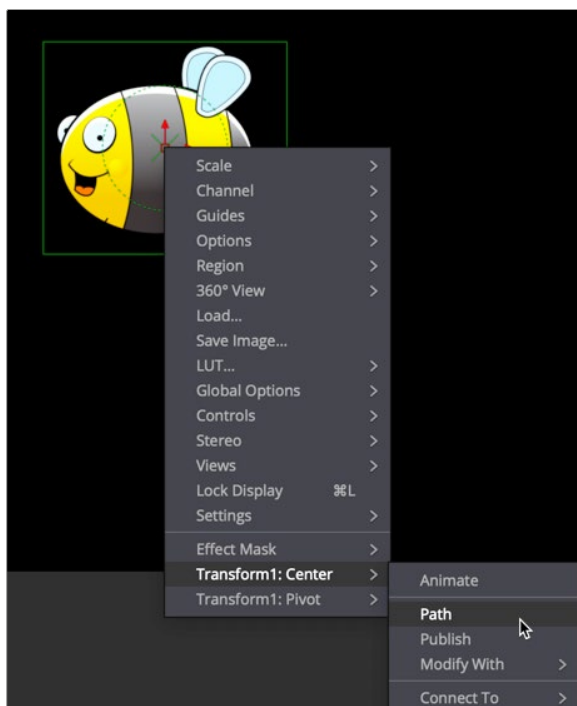 Scale
Channel
Guides
Options
Region
360° View
Load...
Save Image...
LUT...
Global Options
Controls
Stereo
Views
Lock Display ⌘L
Settings
Effect Mask
Transform1: Center
Transform1: Pivot
Animate
Path
Publish
Modify With
Connect To